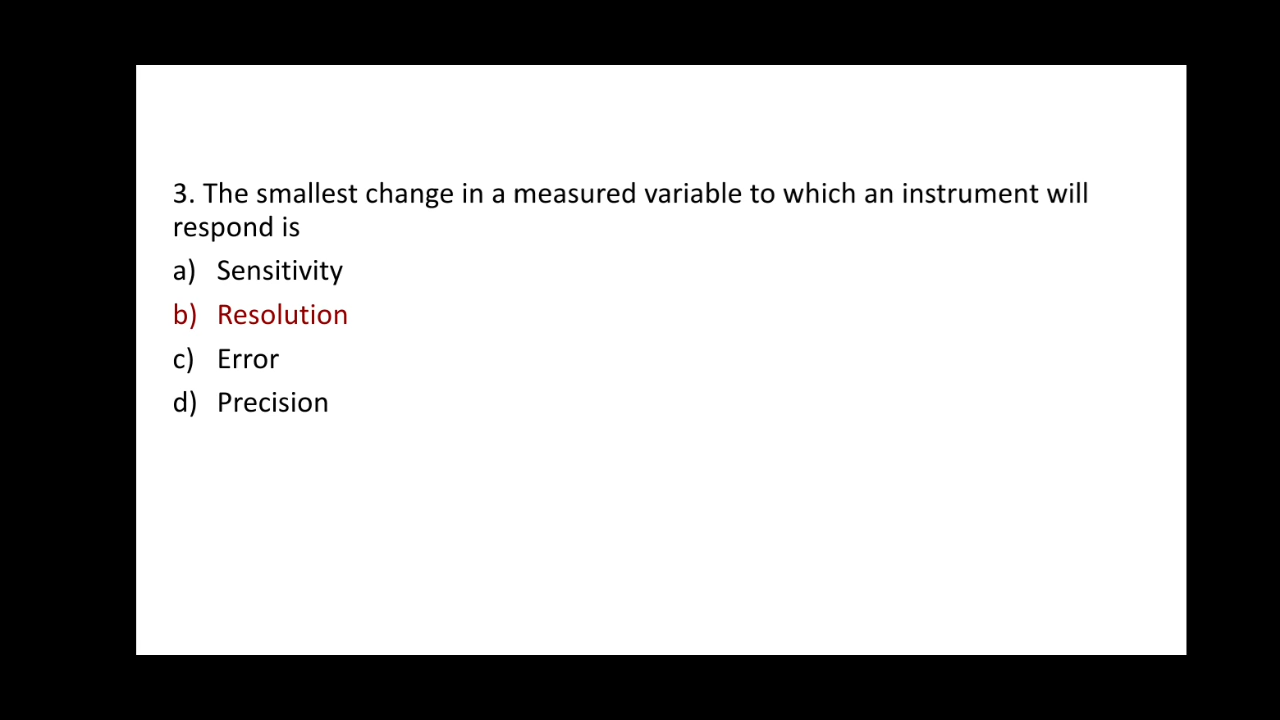 3. The smallest change in a measured variable to which an instrument will
respond is
a) Sensitivity
b) Resolution
c) Error
d) Precision